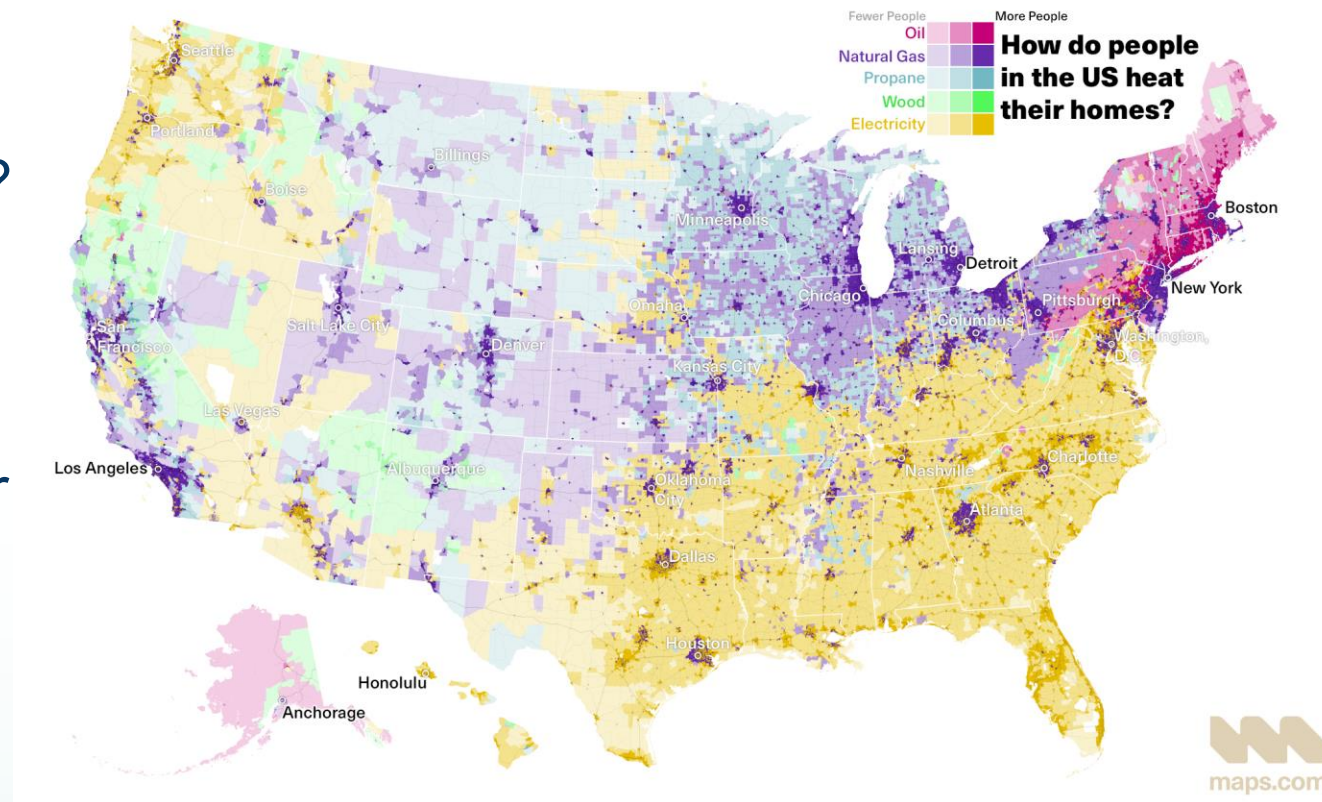 Fewer People More People
Oil
Natural Gas
Propane
Wood
Electricity
How do people
in the US heat
their homes?
Seattle
Portland
Billings
Boise
Minneapolis
Boston
Lansing
Detroit
Chicago
New York
Omaha
Pittsburgh
Columbus
Salt Lake City
San
Francisco
Denver
Washington,
D.C.
Kansas City
Las Vegas
Los Angeles
Albuquerque
Oklahoma
City
Nashville
Charlotte
Atlanta
Dallas
Houston
Honolulu
Anchorage
maps.com